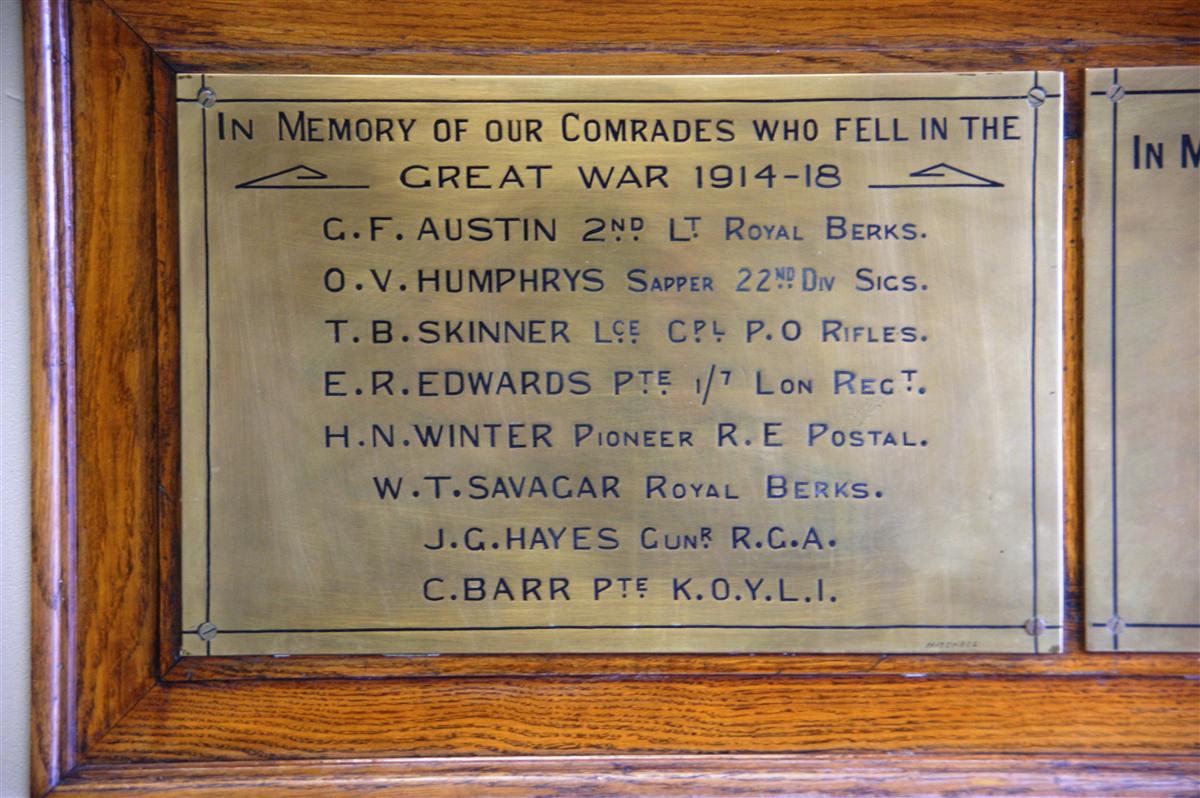 In Memory of our Comrades who fell in the
Great War 1914-18
G.F. Austin 2nd Lt Royal Berks.
O.V. Humphrys Sapper 22nd Div Sigs.
T.B. Skinner Lce Cpl P.O Rifles.
E.R. Edwards Pte 1/7 Lon Regt.
H.N. Winter Pioneer R.E Postal.
W.T. Savagar Royal Berks.
J.G. Hayes Gunr R.G.A.
C. Barr Pte K.O.Y.L.I.
In